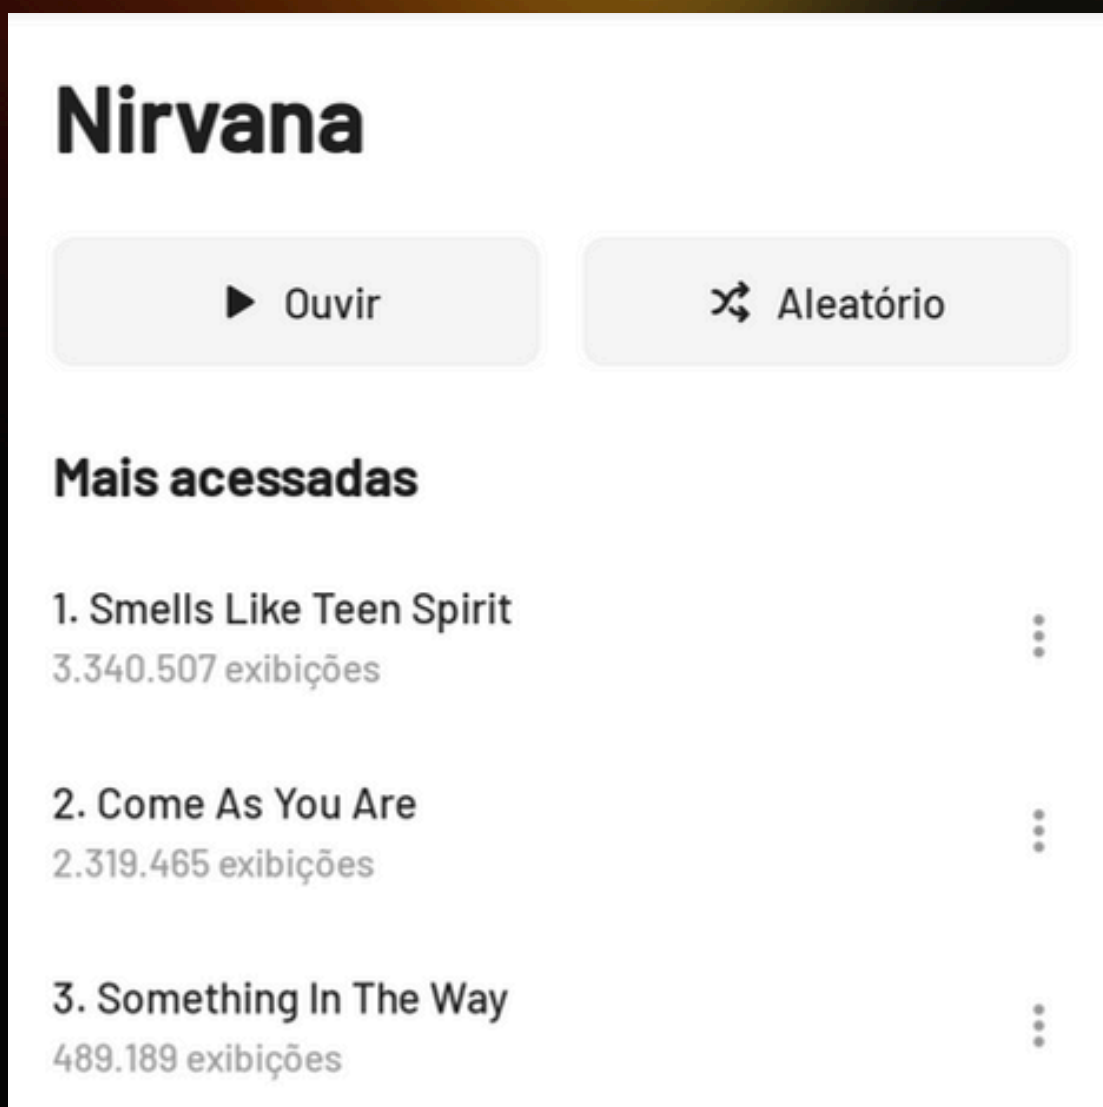 Nirvana
Ouvir
Aleatório
Mais acessadas
1. Smells Like Teen Spirit
3.340.507 exibições
2. Come As You Are
2.319.465 exibições
3. Something In The Way
489.189 exibições